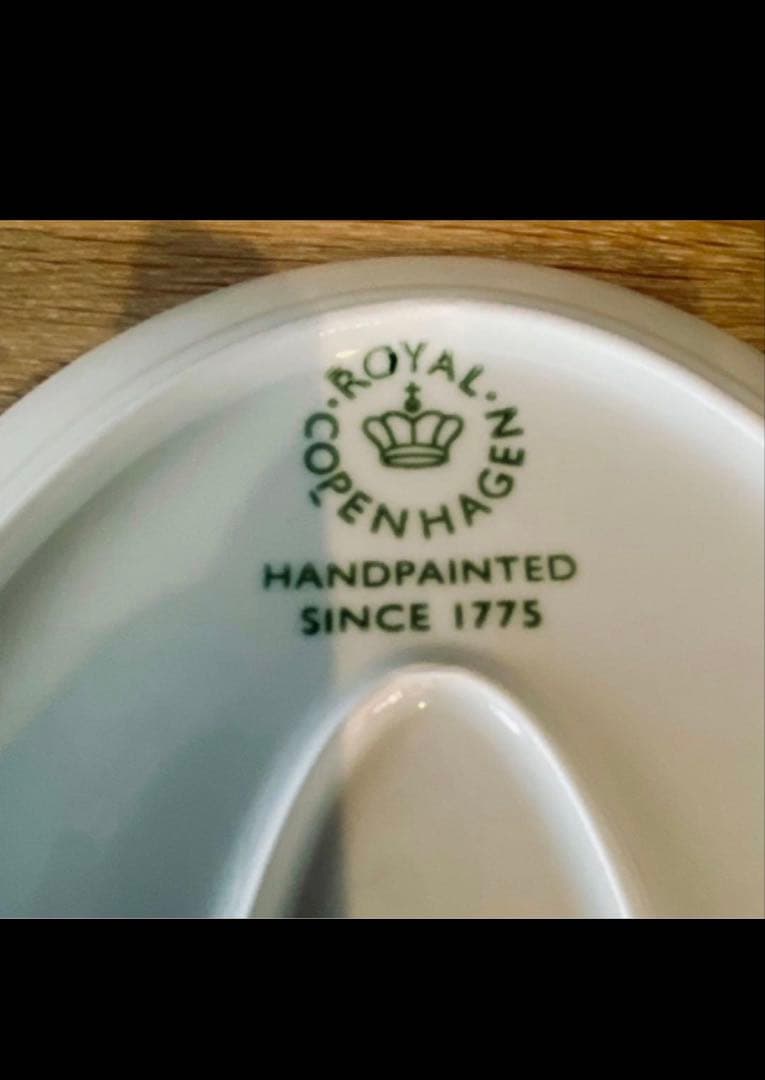 ROYAL
COPENHAGEN
HANDPAINTED
SINCE 1775